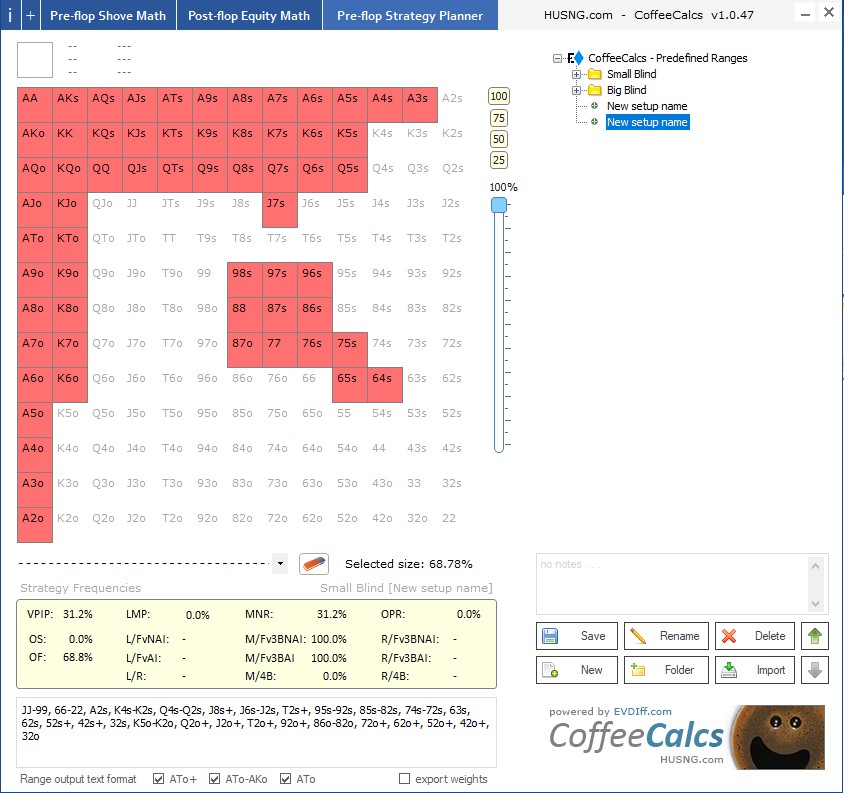 i + Pre-flop Shove Math Post-flop Equity Math Pre-flop Strategy Planner HUSNG.com - CoffeeCalcs v1.0.47
-- ---
-- ---
-- ---
AA AKs AQs AJs ATs A9s A8s A7s A6s A5s A4s A3s A2s
AKo KK KQs KJs KTs K9s K8s K7s K6s K5s K4s K3s K2s
AQo KQo QQ QJs QTs Q9s Q8s Q7s Q6s Q5s Q4s Q3s Q2s
AJo KJo QJo JJ JTs J9s J8s J7s J6s J5s J4s J3s J2s
ATo KTo QTo JTo TT T9s T8s T7s T6s T5s T4s T3s T2s
A9o K9o Q9o J9o T9o 99 98s 97s 96s 95s 94s 93s 92s
A8o K8o Q8o J8o T8o 98o 88 87s 86s 85s 84s 83s 82s
A7o K7o Q7o J7o T7o 97o 87o 77 76s 75s 74s 73s 72s
A6o K6o Q6o J6o T6o 96o 86o 76o 66 65s 64s 63s 62s
A5o K5o Q5o J5o T5o 95o 85o 75o 65o 55 54s 53s 52s
A4o K4o Q4o J4o T4o 94o 84o 74o 64o 54o 44 43s 42s
A3o K3o Q3o J3o T3o 93o 83o 73o 63o 53o 43o 33 32s
A2o K2o Q2o J2o T2o 92o 82o 72o 62o 52o 42o 32o 22
100
75
50
25
100%
CoffeeCalcs - Predefined Ranges
Small Blind
Big Blind
New setup name
New setup name
Selected size: 68.78%
Strategy Frequencies Small Blind [New setup name]
VPIP: 31.2% LMP: 0.0% MNR: 31.2% OPR: 0.0%
OS: 0.0% L/FvNAI: - M/Fv3BNAI: 100.0% R/Fv3BNAI: -
OF: 68.8% L/FvAI: - M/Fv3BAI 100.0% R/Fv3BAI: -
L/R: - M/4B: 0.0% R/4B: -
JJ-99, 66-22, A2s, K4s-K2s, Q4s-Q2s, J8s+, J6s-J2s, T2s+, 95s-92s, 85s-82s, 74s-72s, 63s,
62s, 52s+, 42s+, 32s, K5o-K2o, Q2o+, J2o+, T2o+, 92o+, 86o-82o, 72o+, 62o+, 52o+, 42o+,
32o
Range output text format ATo+ ATo-AKo ATo export weights
no notes . . .
Save Rename Delete
New Folder Import
powered by EVDIff.com
CoffeeCalcs
HUSNG.com